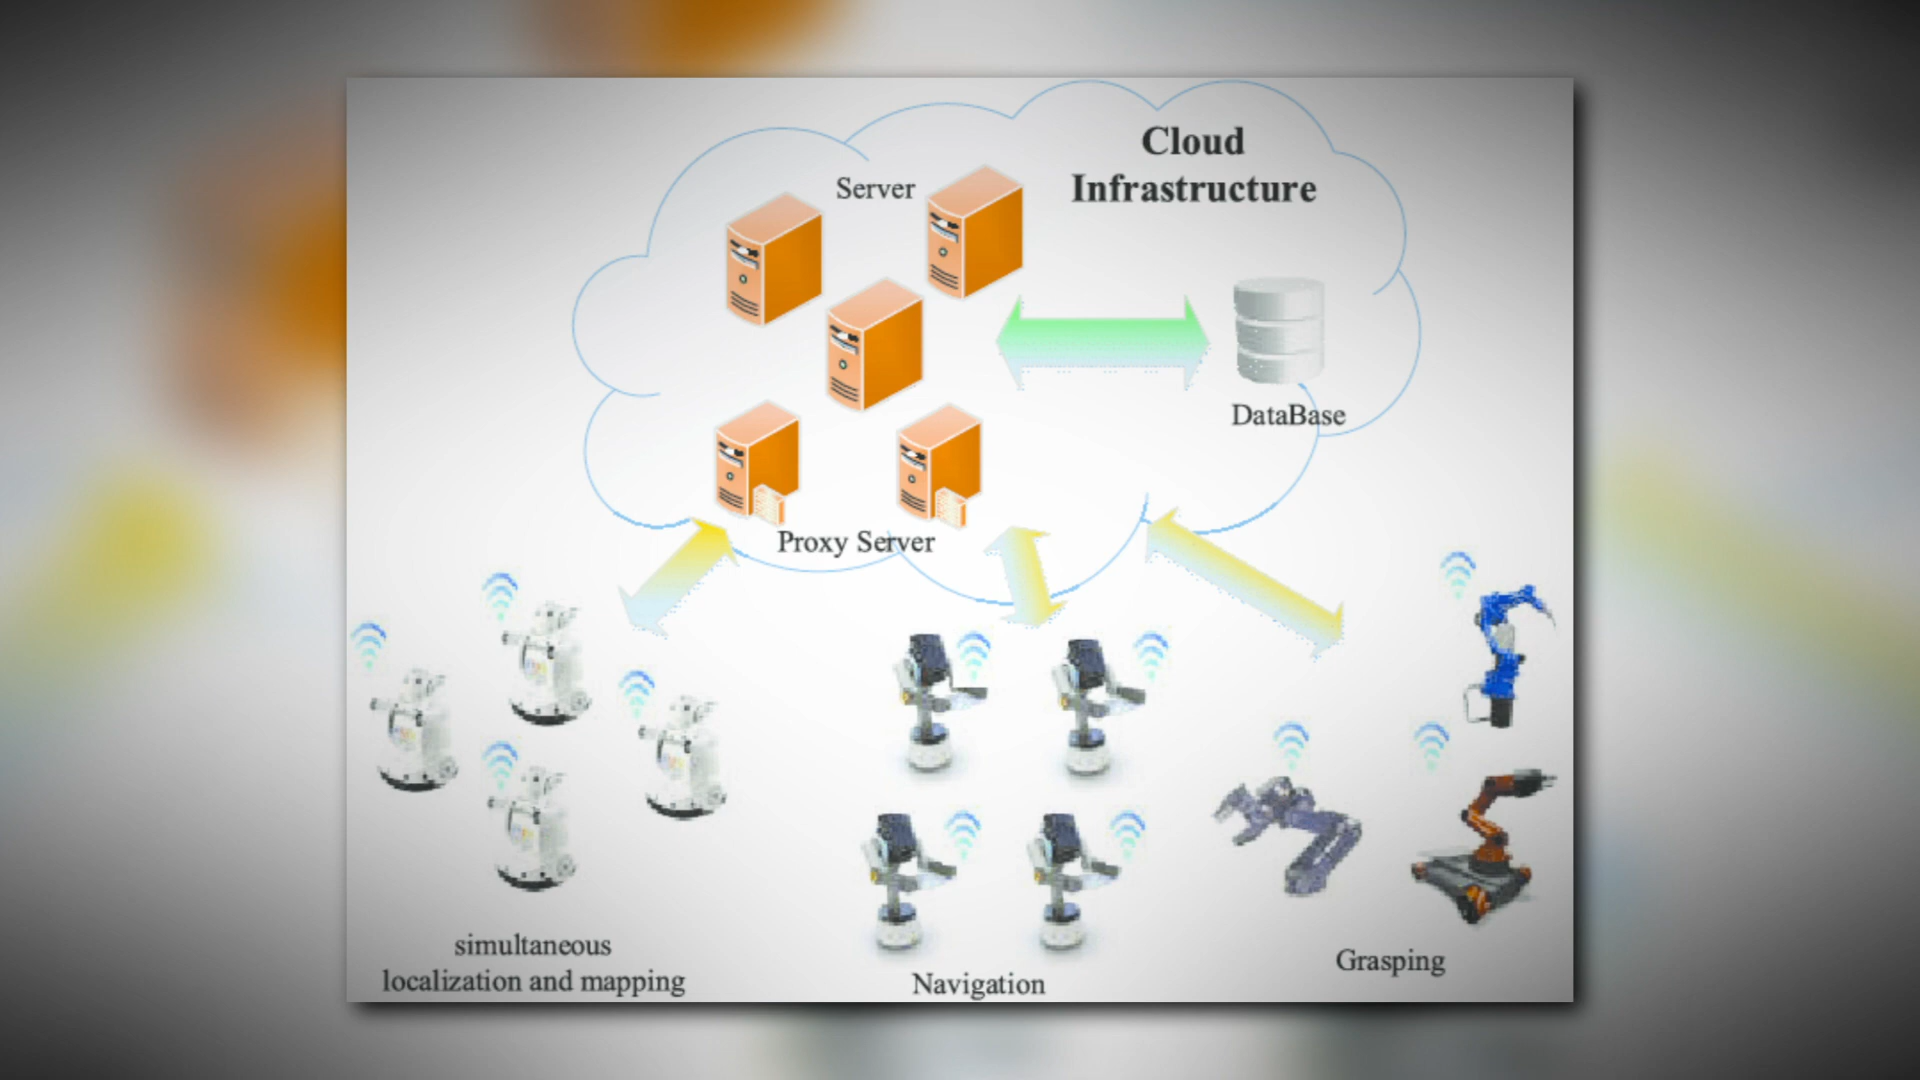 Cloud
Infrastructure
Server
DataBase
Proxy Server
simultaneous
localization and mapping
Navigation
Grasping